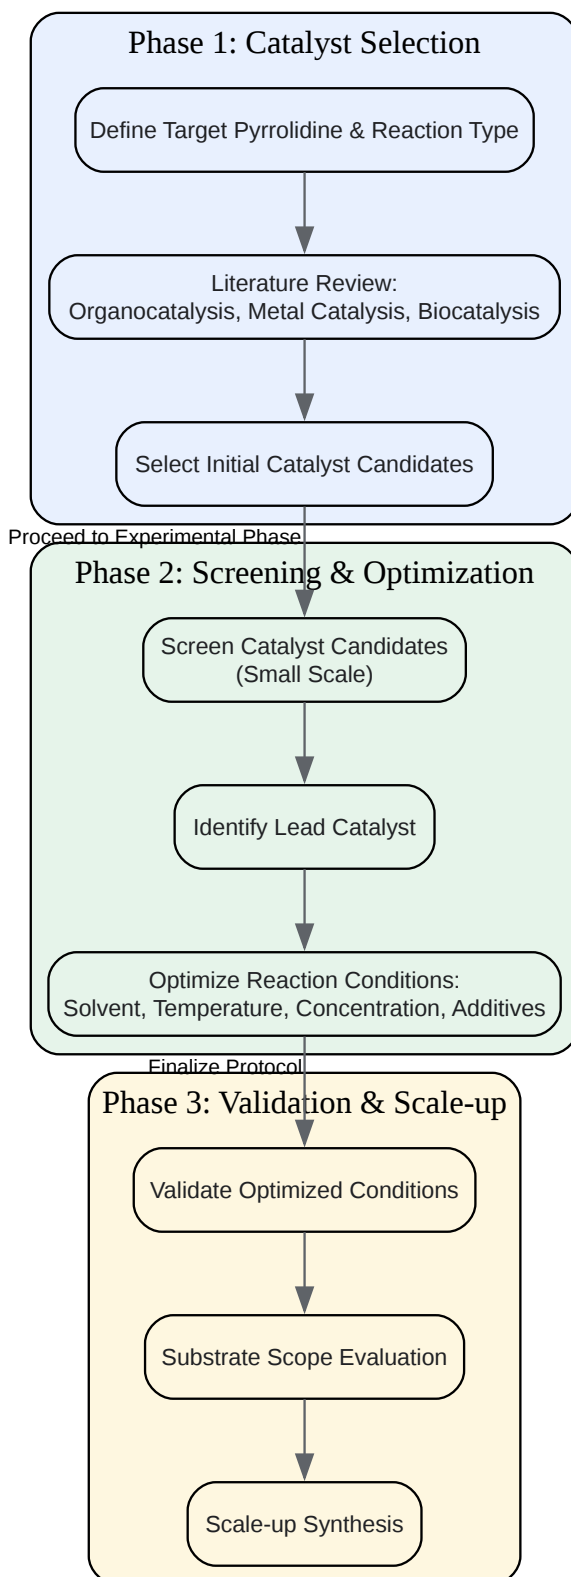 Phase 1: Catalyst Selection
Define Target Pyrrolidine & Reaction Type
Literature Review:
Organocatalysis, Metal Catalysis, Biocatalysis
Select Initial Catalyst Candidates
Proceed to Experimental Phase
Phase 2: Screening & Optimization
Screen Catalyst Candidates
(Small Scale)
Identify Lead Catalyst
Optimize Reaction Conditions:
Solvent, Temperature, Concentration, Additives
Finalize Protocol
Phase 3: Validation & Scale-up
Validate Optimized Conditions
Substrate Scope Evaluation
Scale-up Synthesis